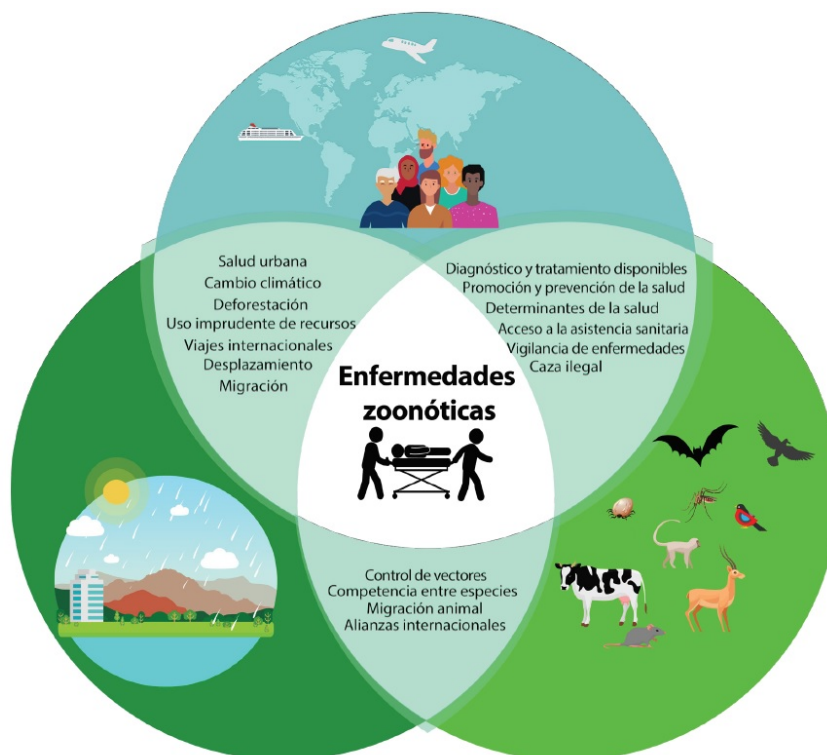 Salud urbana
Cambio climático
Deforestación
Uso imprudente de recursos
Viajes internacionales
Desplazamiento
Migración
Diagnóstico y tratamiento disponibles
Promoción y prevención de la salud
Determinantes de la salud
Acceso a la asistencia sanitaria
Vigilancia de enfermedades
Caza ilegal
Enfermedades
zoonóticas
Control de vectores
Competencia entre especies
Migración animal
Alianzas internacionales